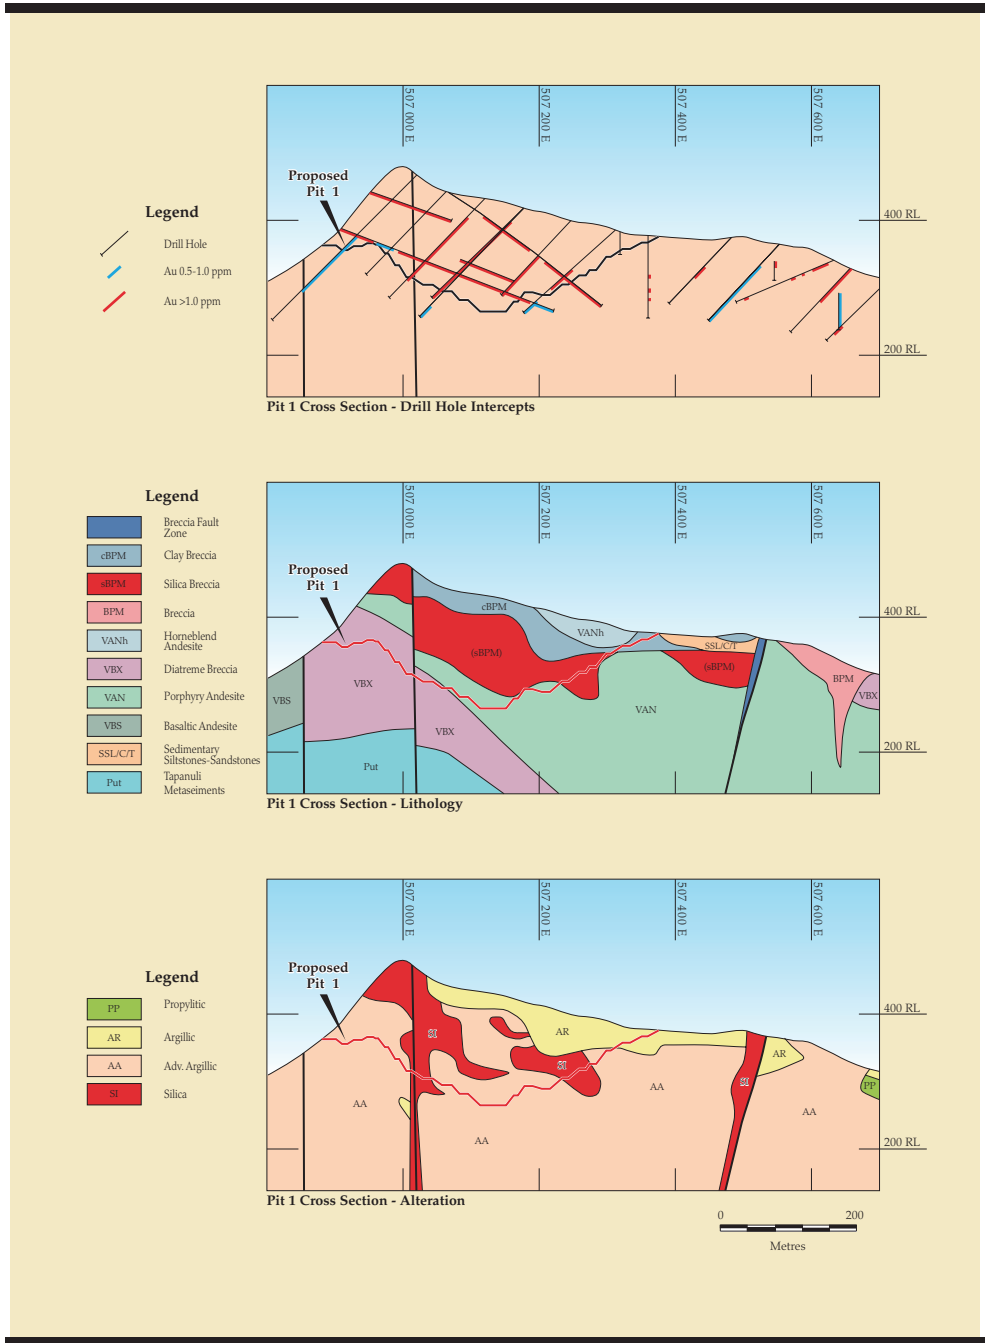 507 000 E
507 200 E
507 400 E
507 600 E
Proposed
Pit 1
Legend
Drill Hole
Au 0.5-1.0 ppm
Au >1.0 ppm
400 RL
200 RL
Pit 1 Cross Section - Drill Hole Intercepts
507 000 E
507 200 E
507 400 E
507 600 E
Legend
Breccia Fault
Zone
cBPM
Clay Breccia
sBPM
Silica Breccia
BPM
Breccia
VANh
Horneblend
Andesite
VBX
Diatreme Breccia
VAN
Porphyry Andesite
VBS
Basaltic Andesite
SSL/C/T
Sedimentary
Siltstones-Sandstones
Put
Tapanuli
Metaseiments
Proposed
Pit 1
cBPM
VANh
SSL/C/T
(sBPM)
(sBPM)
VBX
VBS
BPM
VBX
VAN
VBX
Put
400 RL
200 RL
Pit 1 Cross Section - Lithology
507 000 E
507 200 E
507 400 E
507 600 E
Proposed
Pit 1
Legend
PP
Propylitic
AR
Argillic
AA
Adv. Argillic
SI
Silica
SI
AR
SI
AR
SI
PP
AA
AA
AA
AA
400 RL
200 RL
Pit 1 Cross Section - Alteration
0
200
Metres